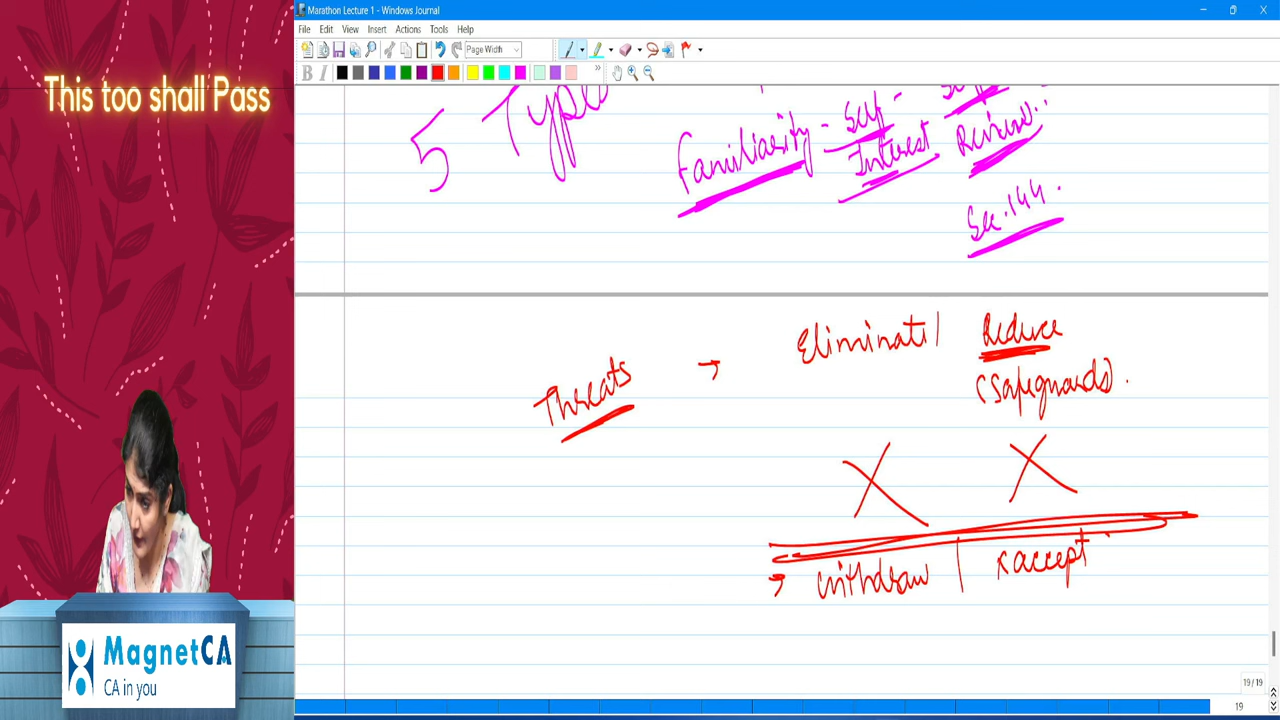 This too shall Pass
Marathon Lecture 1 - Windows Journal
File Edit View Insert Actions Tools Help
Page Width
B I
5 Types
Familiarity - Self Interest
Review
Sec. 144.
Threats → Eliminate | Reduce
(Safeguards).
X X
→ withdraw | x accept
MagnetCA
CA in you
19 / 19
19